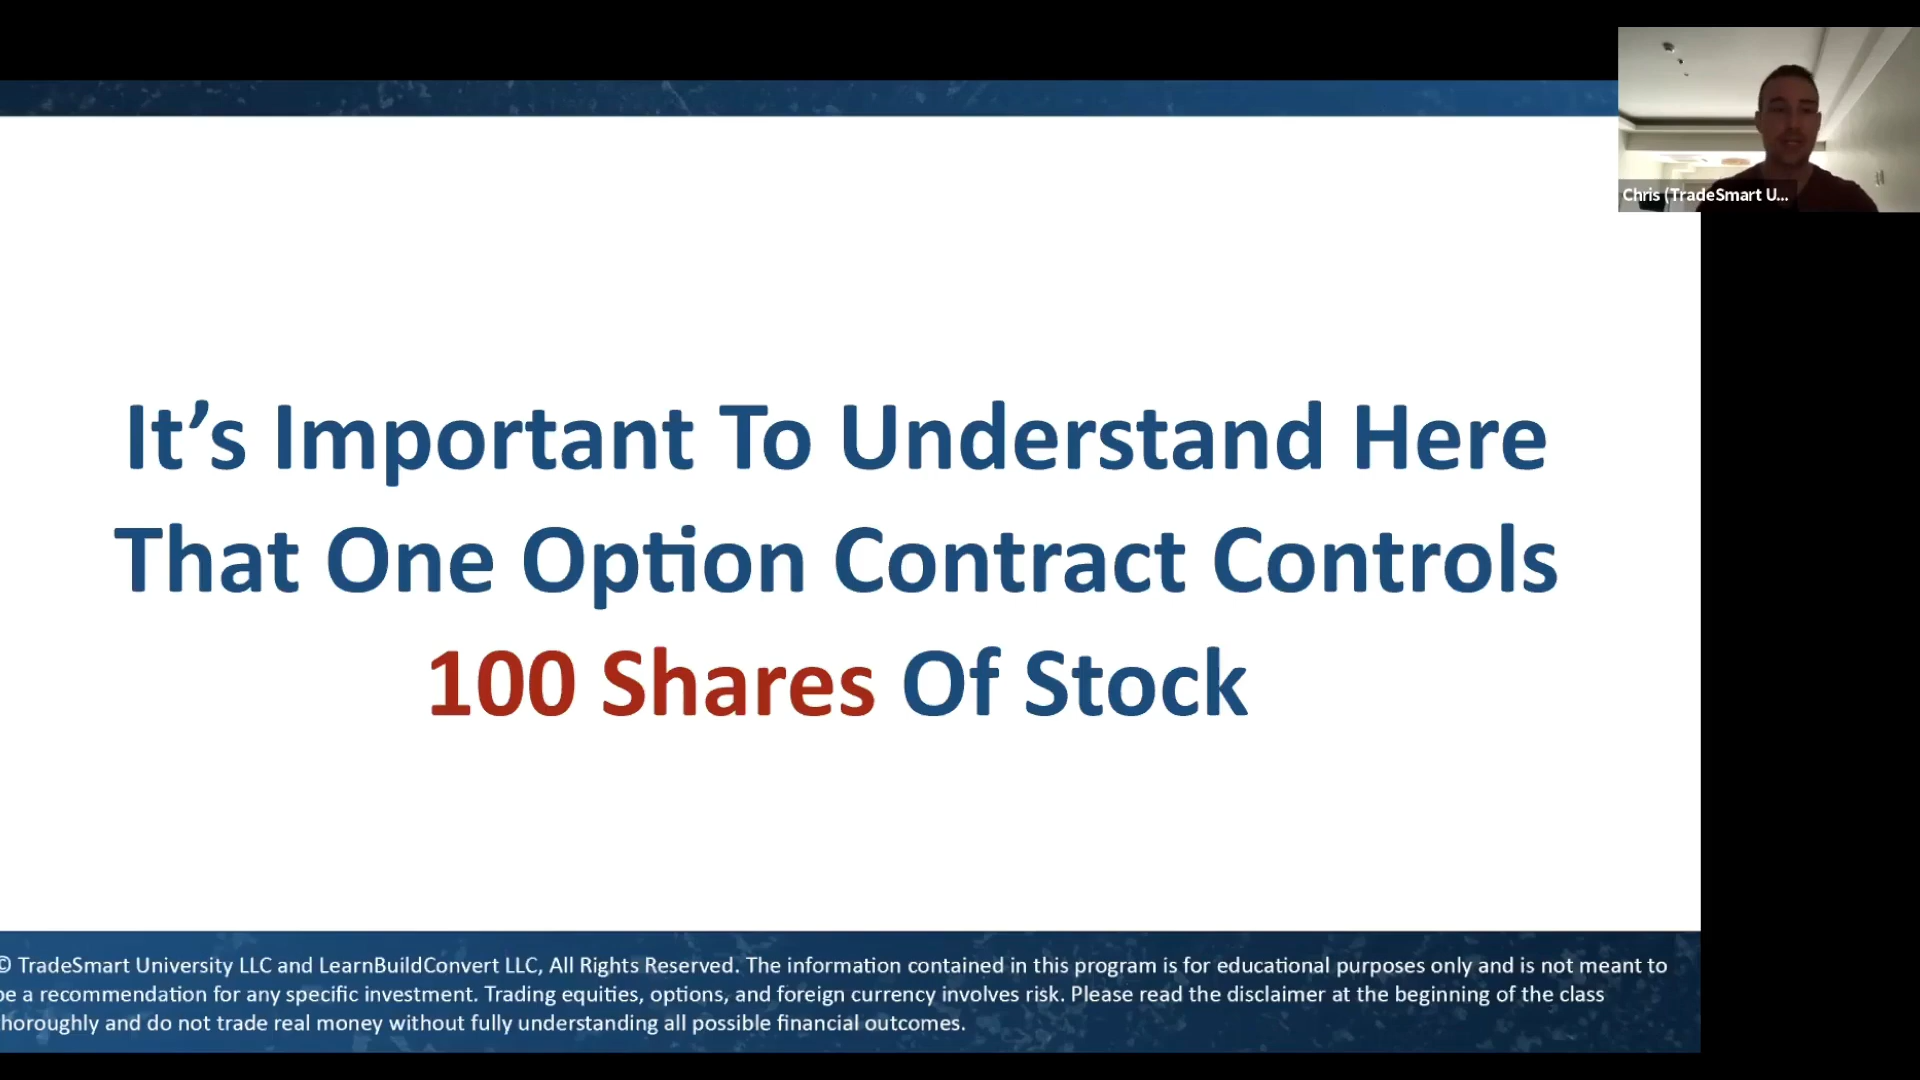 Chris (TradeSmart U...
It’s Important To Understand Here
That One Option Contract Controls
100 Shares Of Stock
© TradeSmart University LLC and LearnBuildConvert LLC, All Rights Reserved. The information contained in this program is for educational purposes only and is not meant to
be a recommendation for any specific investment. Trading equities, options, and foreign currency involves risk. Please read the disclaimer at the beginning of the class
thoroughly and do not trade real money without fully understanding all possible financial outcomes.